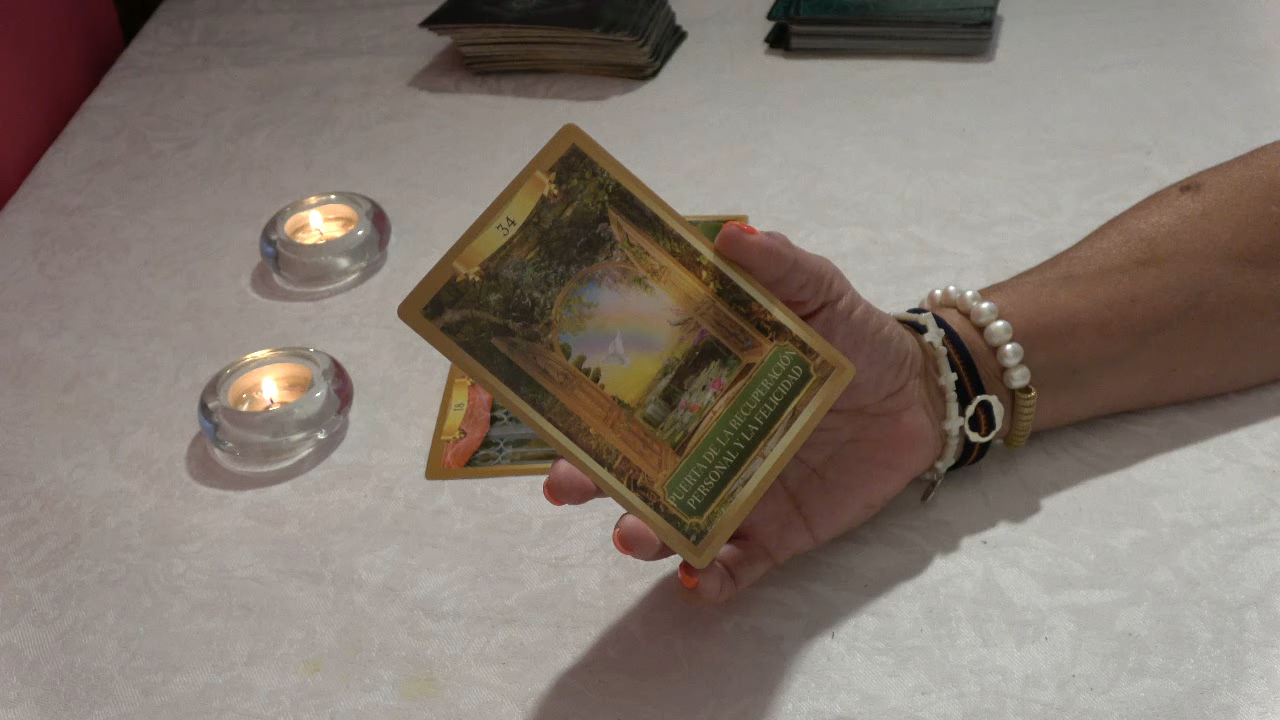 34
PUERTA DE LA RECUPERACIÓN
PERSONAL Y LA FELICIDAD
18